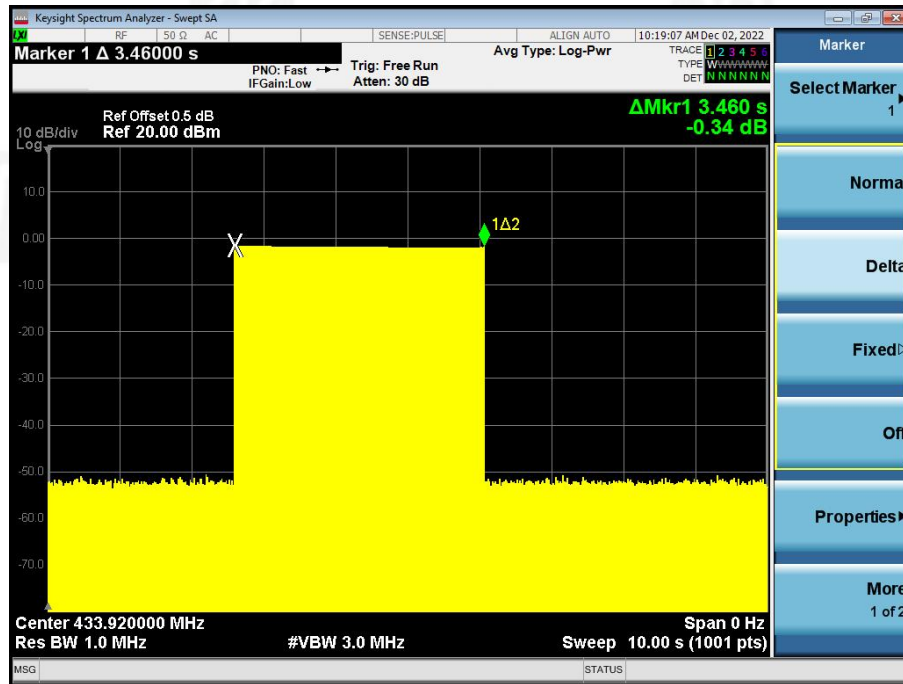 Keysight Spectrum Analyzer - Swept SA
LXI
RF
50 Ω AC
SENSE:PULSE
ALIGN AUTO
10:19:07 AM Dec 02, 2022
Marker 1 Δ 3.46000 s
PNO: Fast
IFGain:Low
Trig: Free Run
Atten: 30 dB
Avg Type: Log-Pwr
TRACE 1 2 3 4 5 6
TYPE WWWWWW
DET N N N N N N
Ref Offset 0.5 dB
10 dB/div Ref 20.00 dBm
Log
ΔMkr1 3.460 s
-0.34 dB
10.0
0.00
-10.0
-20.0
-30.0
-40.0
-50.0
-60.0
-70.0
1Δ2
Center 433.920000 MHz
Span 0 Hz
Res BW 1.0 MHz
#VBW 3.0 MHz
Sweep 10.00 s (1001 pts)
MSG
STATUS
Marker
Select Marker
1
Norma
Delta
Fixed
Off
Properties
More
1 of 2